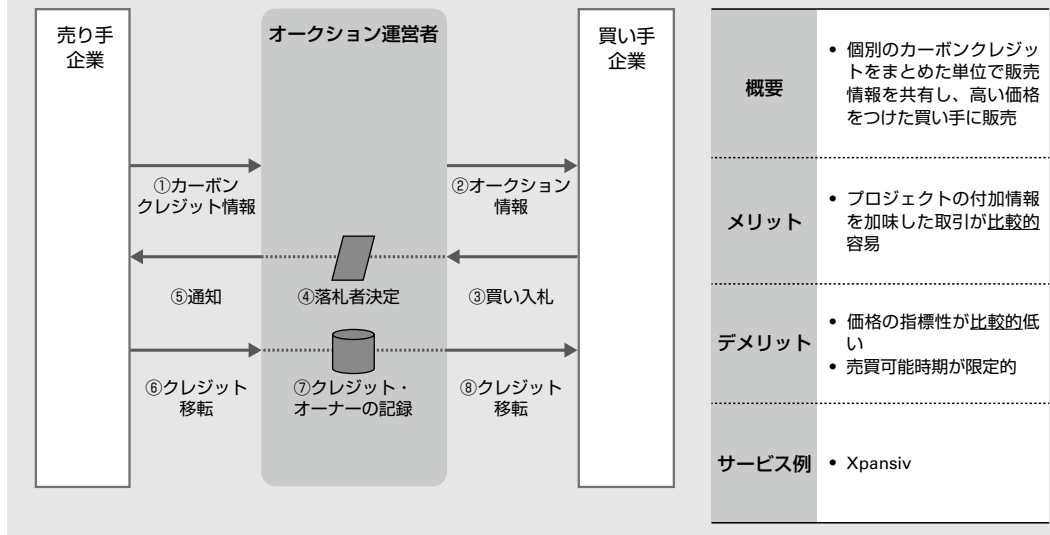 売り手
企業
オークション運営者
買い手
企業
①カーボン
クレジット情報
②オークション
情報
⑤通知
④落札者決定
③買い入札
⑥クレジット
移転
⑦クレジット・
オーナーの記録
⑧クレジット
移転
概要
• 個別のカーボンクレジッ
トをまとめた単位で販売
情報を共有し、高い価格
をつけた買い手に販売
メリット
• プロジェクトの付加情報
を加味した取引が比較的
容易
デメリット
• 価格の指標性が比較的低
い
• 売買可能時期が限定的
サービス例
• Xpansiv